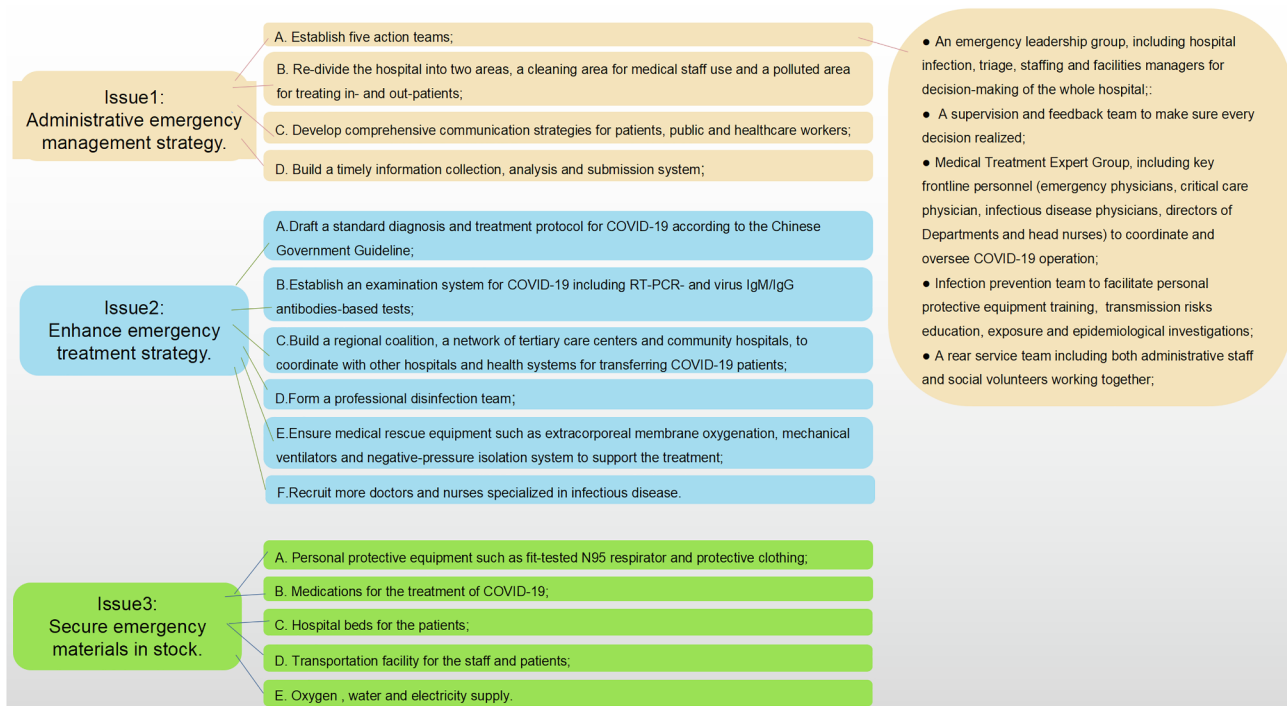 Issue1:
Administrative emergency
management strategy.
A. Establish five action teams;
B. Re-divide the hospital into two areas, a cleaning area for medical staff use and a polluted area
for treating in- and out-patients;
C. Develop comprehensive communication strategies for patients, public and healthcare workers;
D. Build a timely information collection, analysis and submission system;
● An emergency leadership group, including hospital
infection, triage, staffing and facilities managers for
decision-making of the whole hospital;:
● A supervision and feedback team to make sure every
decision realized;
● Medical Treatment Expert Group, including key
frontline personnel (emergency physicians, critical care
physician, infectious disease physicians, directors of
Departments and head nurses) to coordinate and
oversee COVID-19 operation;
● Infection prevention team to facilitate personal
protective equipment training, transmission risks
education, exposure and epidemiological investigations;
● A rear service team including both administrative staff
and social volunteers working together;
Issue2:
Enhance emergency
treatment strategy.
A.Draft a standard diagnosis and treatment protocol for COVID-19 according to the Chinese
Government Guideline;
B.Establish an examination system for COVID-19 including RT-PCR- and virus IgM/IgG
antibodies-based tests;
C.Build a regional coalition, a network of tertiary care centers and community hospitals, to
coordinate with other hospitals and health systems for transferring COVID-19 patients;
D.Form a professional disinfection team;
E.Ensure medical rescue equipment such as extracorporeal membrane oxygenation, mechanical
ventilators and negative-pressure isolation system to support the treatment;
F.Recruit more doctors and nurses specialized in infectious disease.
Issue3:
Secure emergency
materials in stock.
A. Personal protective equipment such as fit-tested N95 respirator and protective clothing;
B. Medications for the treatment of COVID-19;
C. Hospital beds for the patients;
D. Transportation facility for the staff and patients;
E. Oxygen , water and electricity supply.